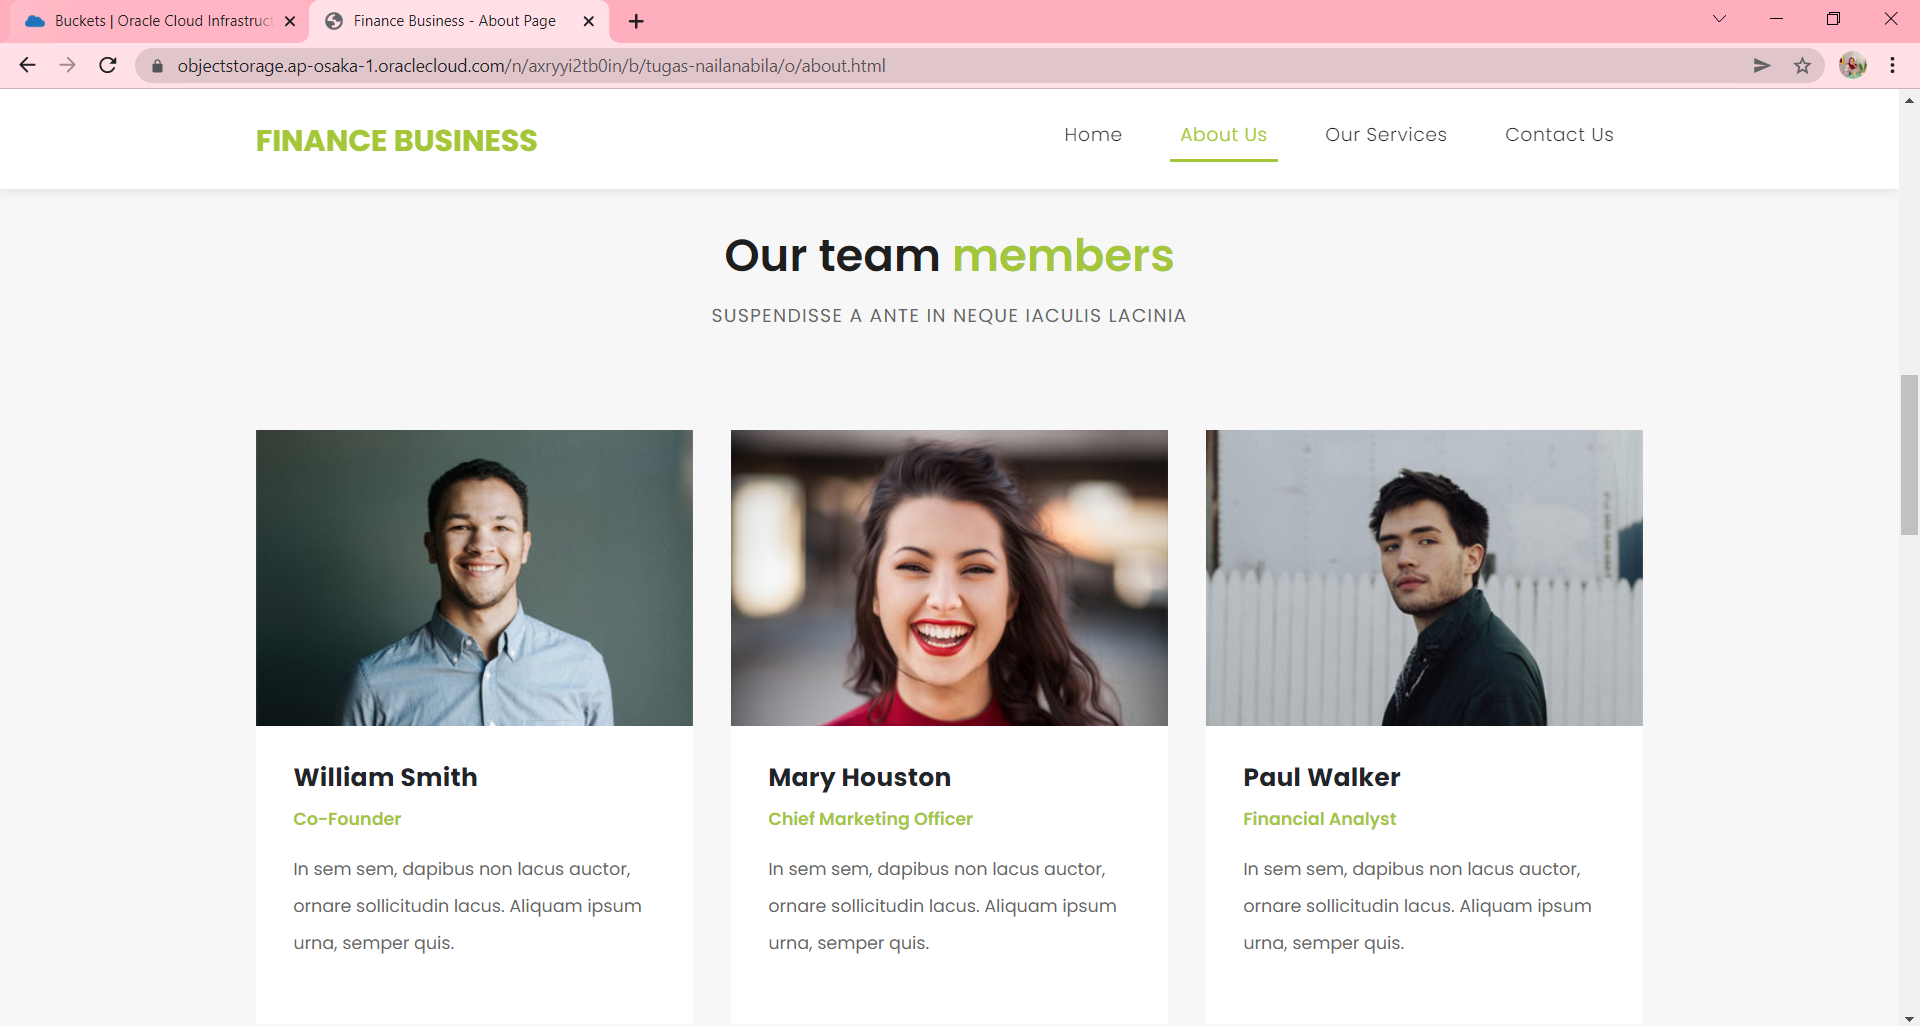 Buckets | Oracle Cloud Infrastruct
Finance Business - About Page
objectstorage.ap-osaka-1.oraclecloud.com/n/axryyi2tb0in/b/tugas-nailanabila/o/about.html
FINANCE BUSINESS
Home
About Us
Our Services
Contact Us
Our team members
SUSPENDISSE A ANTE IN NEQUE IACULIS LACINIA
William Smith
Co-Founder
In sem sem, dapibus non lacus auctor,
ornare sollicitudin lacus. Aliquam ipsum
urna, semper quis.
Mary Houston
Chief Marketing Officer
In sem sem, dapibus non lacus auctor,
ornare sollicitudin lacus. Aliquam ipsum
urna, semper quis.
Paul Walker
Financial Analyst
In sem sem, dapibus non lacus auctor,
ornare sollicitudin lacus. Aliquam ipsum
urna, semper quis.